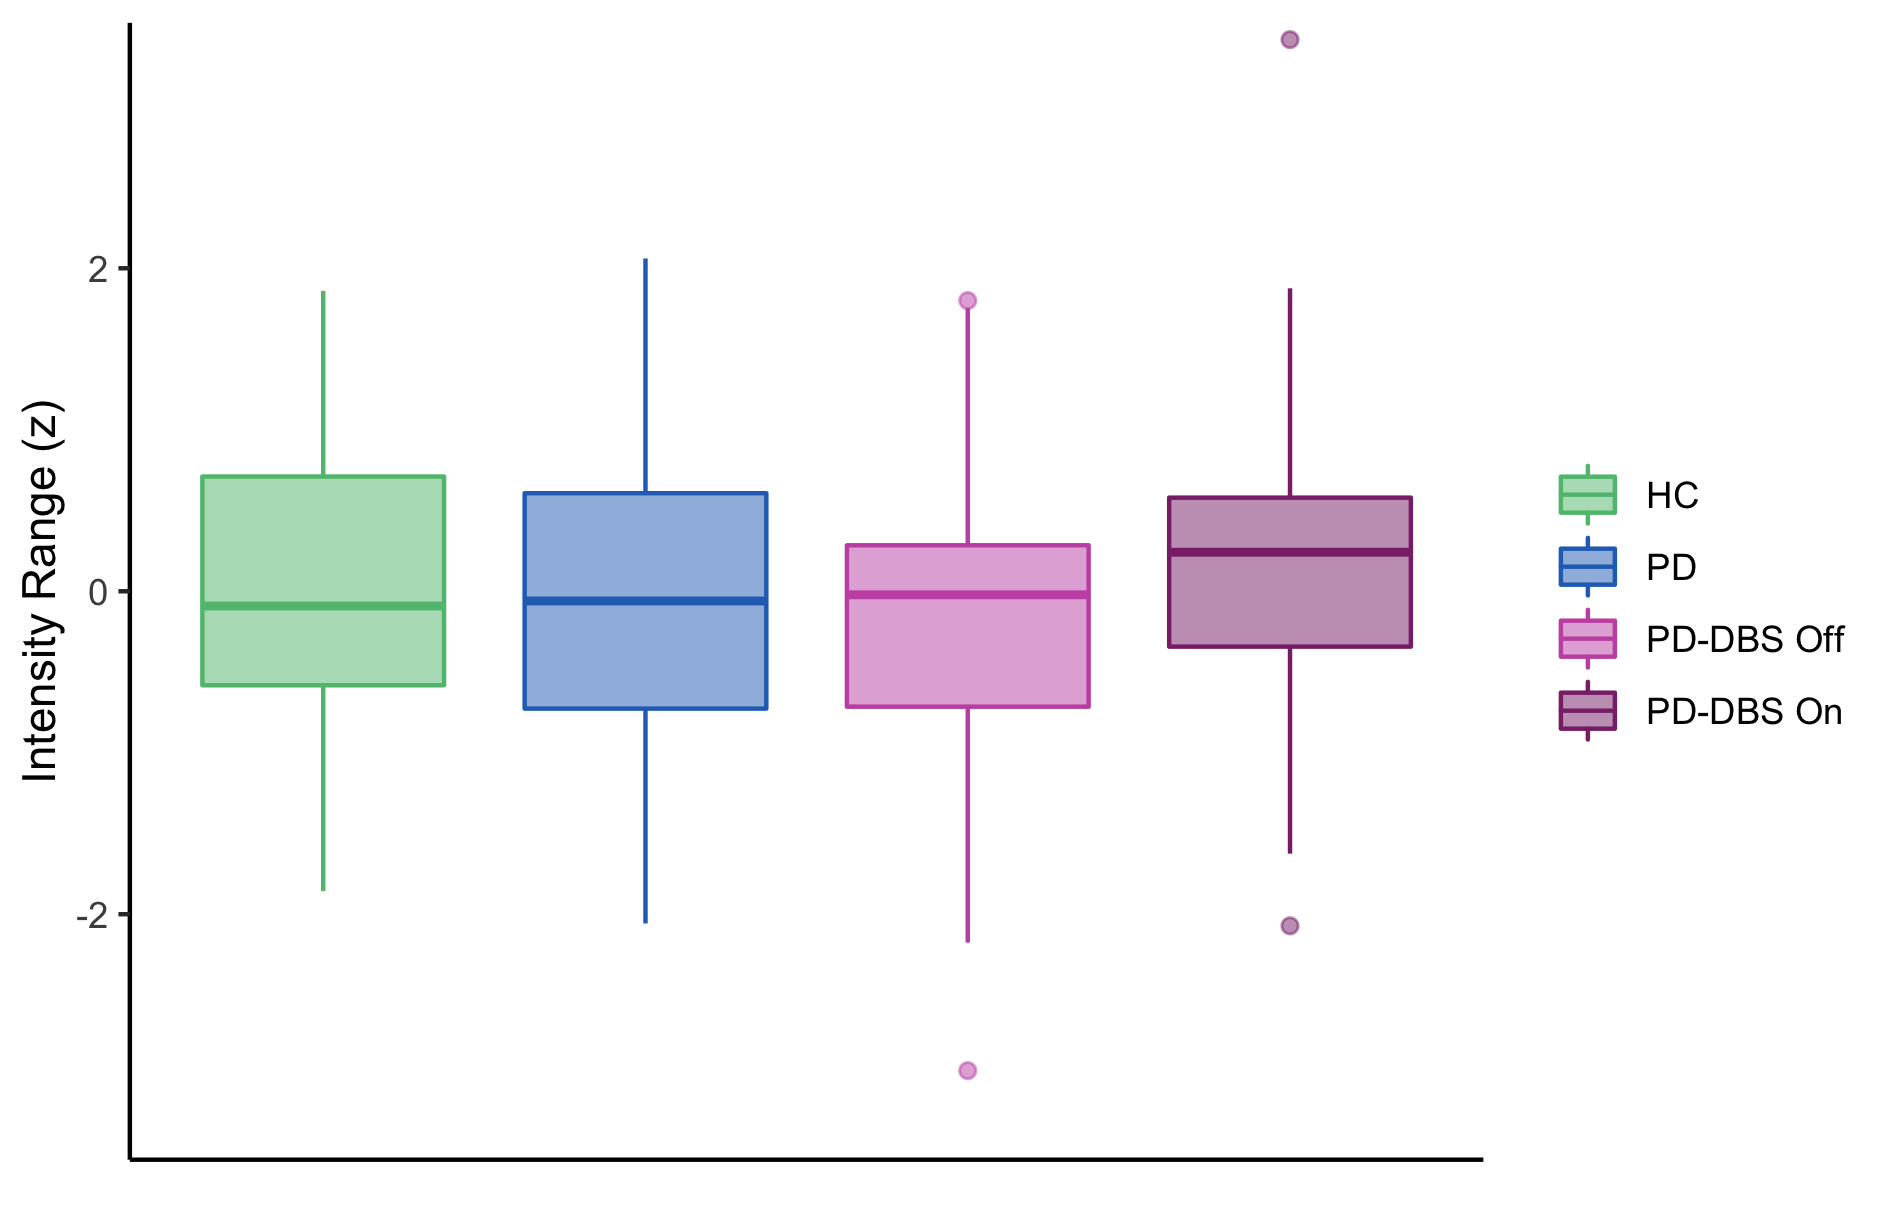 Intensity Range (z)
2
0
-2
HC
PD
PD-DBS Off
PD-DBS On